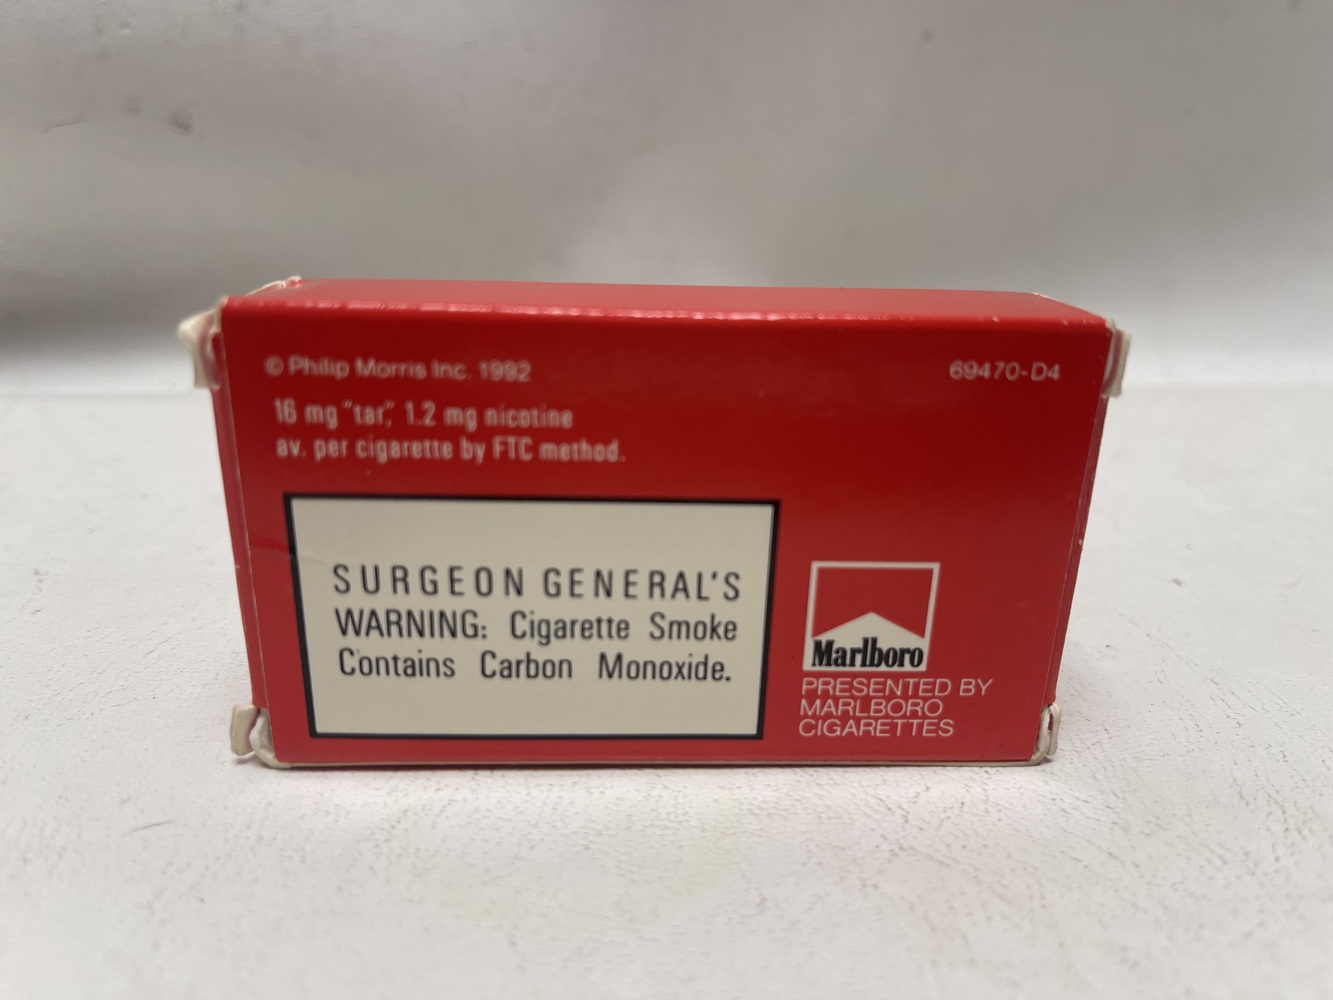 © Philip Morris Inc. 1992
69470-D4
16 mg "tar," 1.2 mg nicotine
av. per cigarette by FTC method.
SURGEON GENERAL'S
WARNING: Cigarette Smoke
Contains Carbon Monoxide.
Marlboro
PRESENTED BY
MARLBORO
CIGARETTES